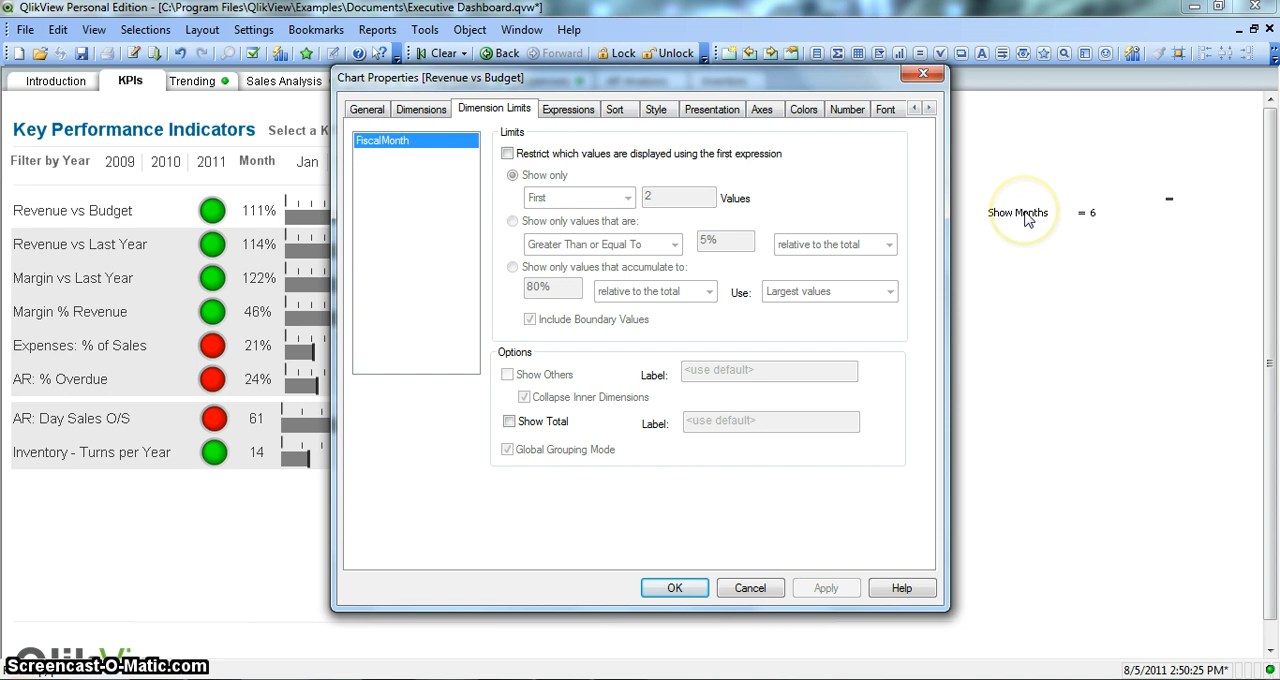 QlikView Personal Edition - [C:\Program Files\QlikView\Examples\Documents\Executive Dashboard.qvw*]
File Edit View Selections Layout Settings Bookmarks Reports Tools Object Window Help
Clear Back Forward Lock Unlock
Introduction KPIs Trending Sales Analysis
Chart Properties [Revenue vs Budget]
General Dimensions Dimension Limits Expressions Sort Style Presentation Axes Colors Number Font
Key Performance Indicators Select a K
Filter by Year 2009 2010 2011 Month Jan
Revenue vs Budget 111%
Revenue vs Last Year 114%
Margin vs Last Year 122%
Margin % Revenue 46%
Expenses: % of Sales 21%
AR: % Overdue 24%
AR: Day Sales O/S 61
Inventory - Turns per Year 14
FiscalMonth
Limits
Restrict which values are displayed using the first expression
Show only
First 2 Values
Show only values that are:
Greater Than or Equal To 5% relative to the total
Show only values that accumulate to:
80% relative to the total Use: Largest values
Include Boundary Values
Options
Show Others Label: <use default>
Collapse Inner Dimensions
Show Total Label: <use default>
Global Grouping Mode
OK Cancel Apply Help
Show Months = 6 -
Screencast-O-Matic.com
8/5/2011 2:50:25 PM*